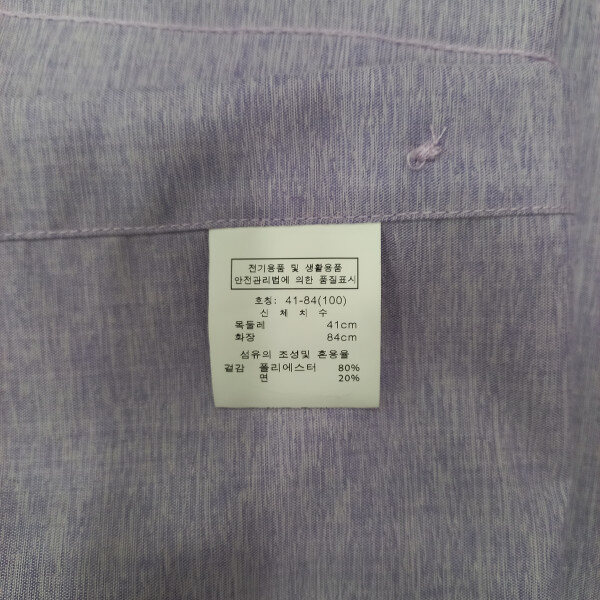 전기용품 및 생활용품
안전관리법에 의한 품질표시
호칭: 41-84(100)
신 체 치 수
목둘레 41cm
화장 84cm
섬유의 조성및 혼용율
겉감 폴리에스터 80%
면 20%